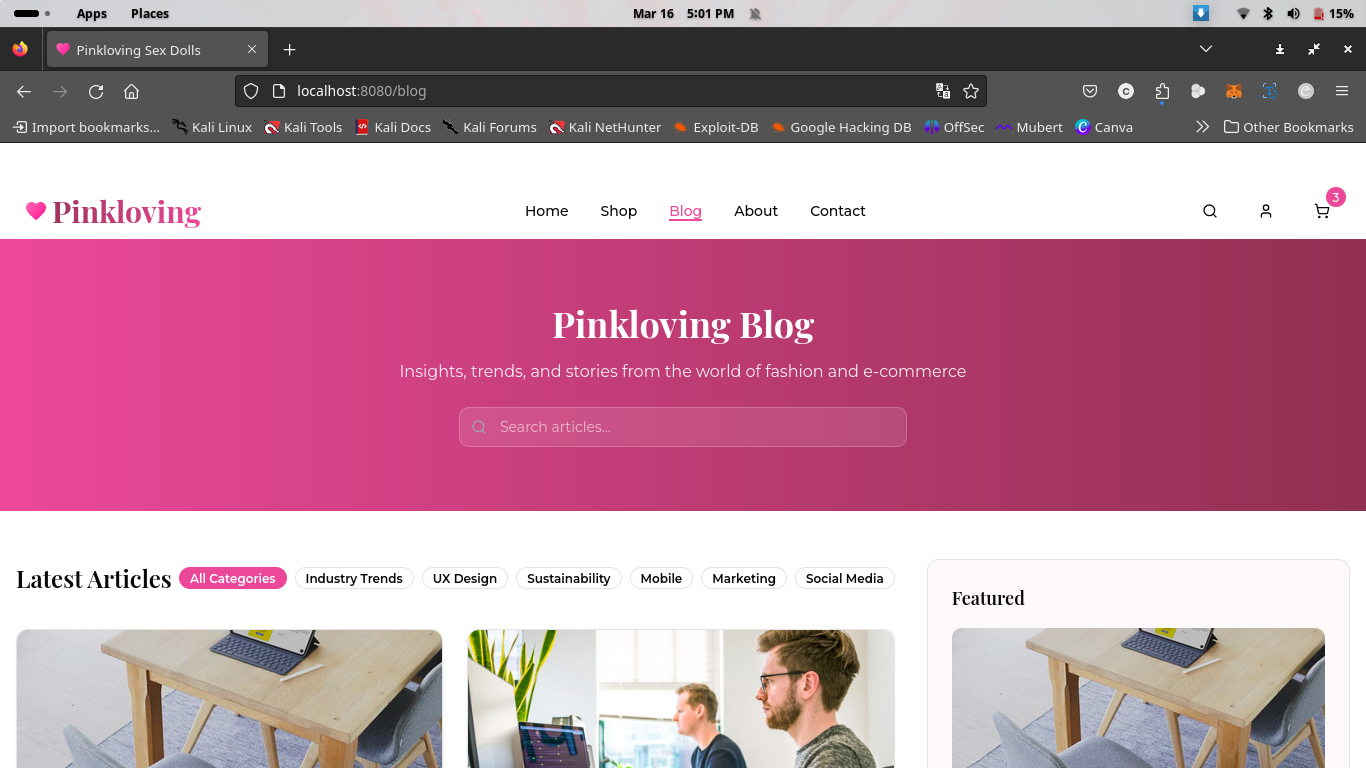 Apps Places Mar 16 5:01 PM 15%
Pinkloving Sex Dolls
localhost:8080/blog
Import bookmarks... Kali Linux Kali Tools Kali Docs Kali Forums Kali NetHunter Exploit-DB Google Hacking DB OffSec Mubert Canva Other Bookmarks
Pinkloving Home Shop Blog About Contact 3
Pinkloving Blog
Insights, trends, and stories from the world of fashion and e-commerce
Search articles...
Latest Articles All Categories Industry Trends UX Design Sustainability Mobile Marketing Social Media
Featured